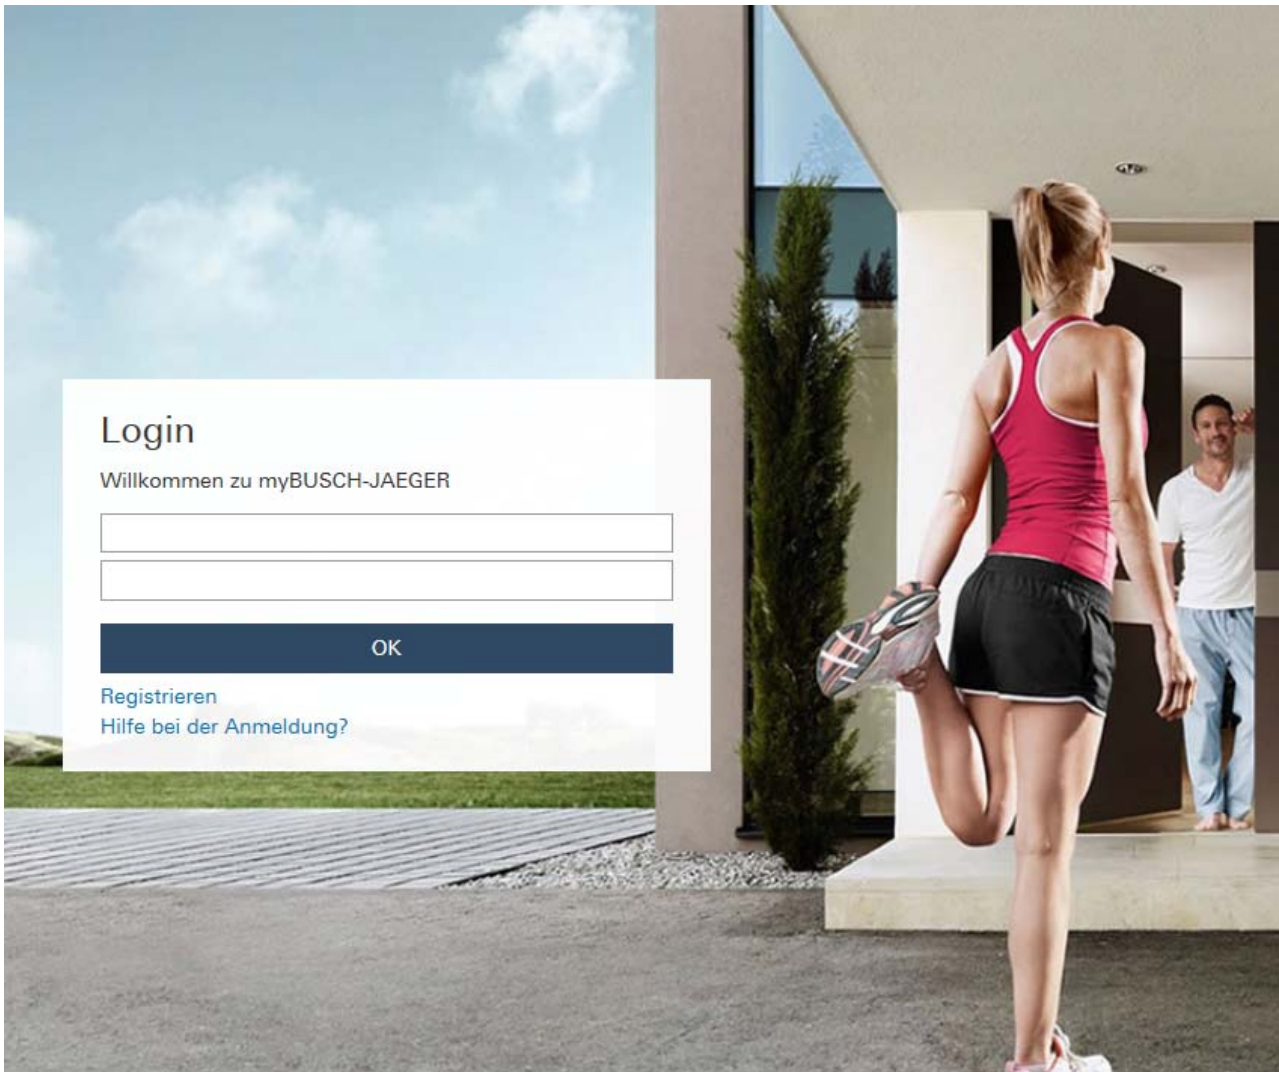 Login
Willkommen zu myBUSCH-JAEGER
OK
Registrieren
Hilfe bei der Anmeldung?